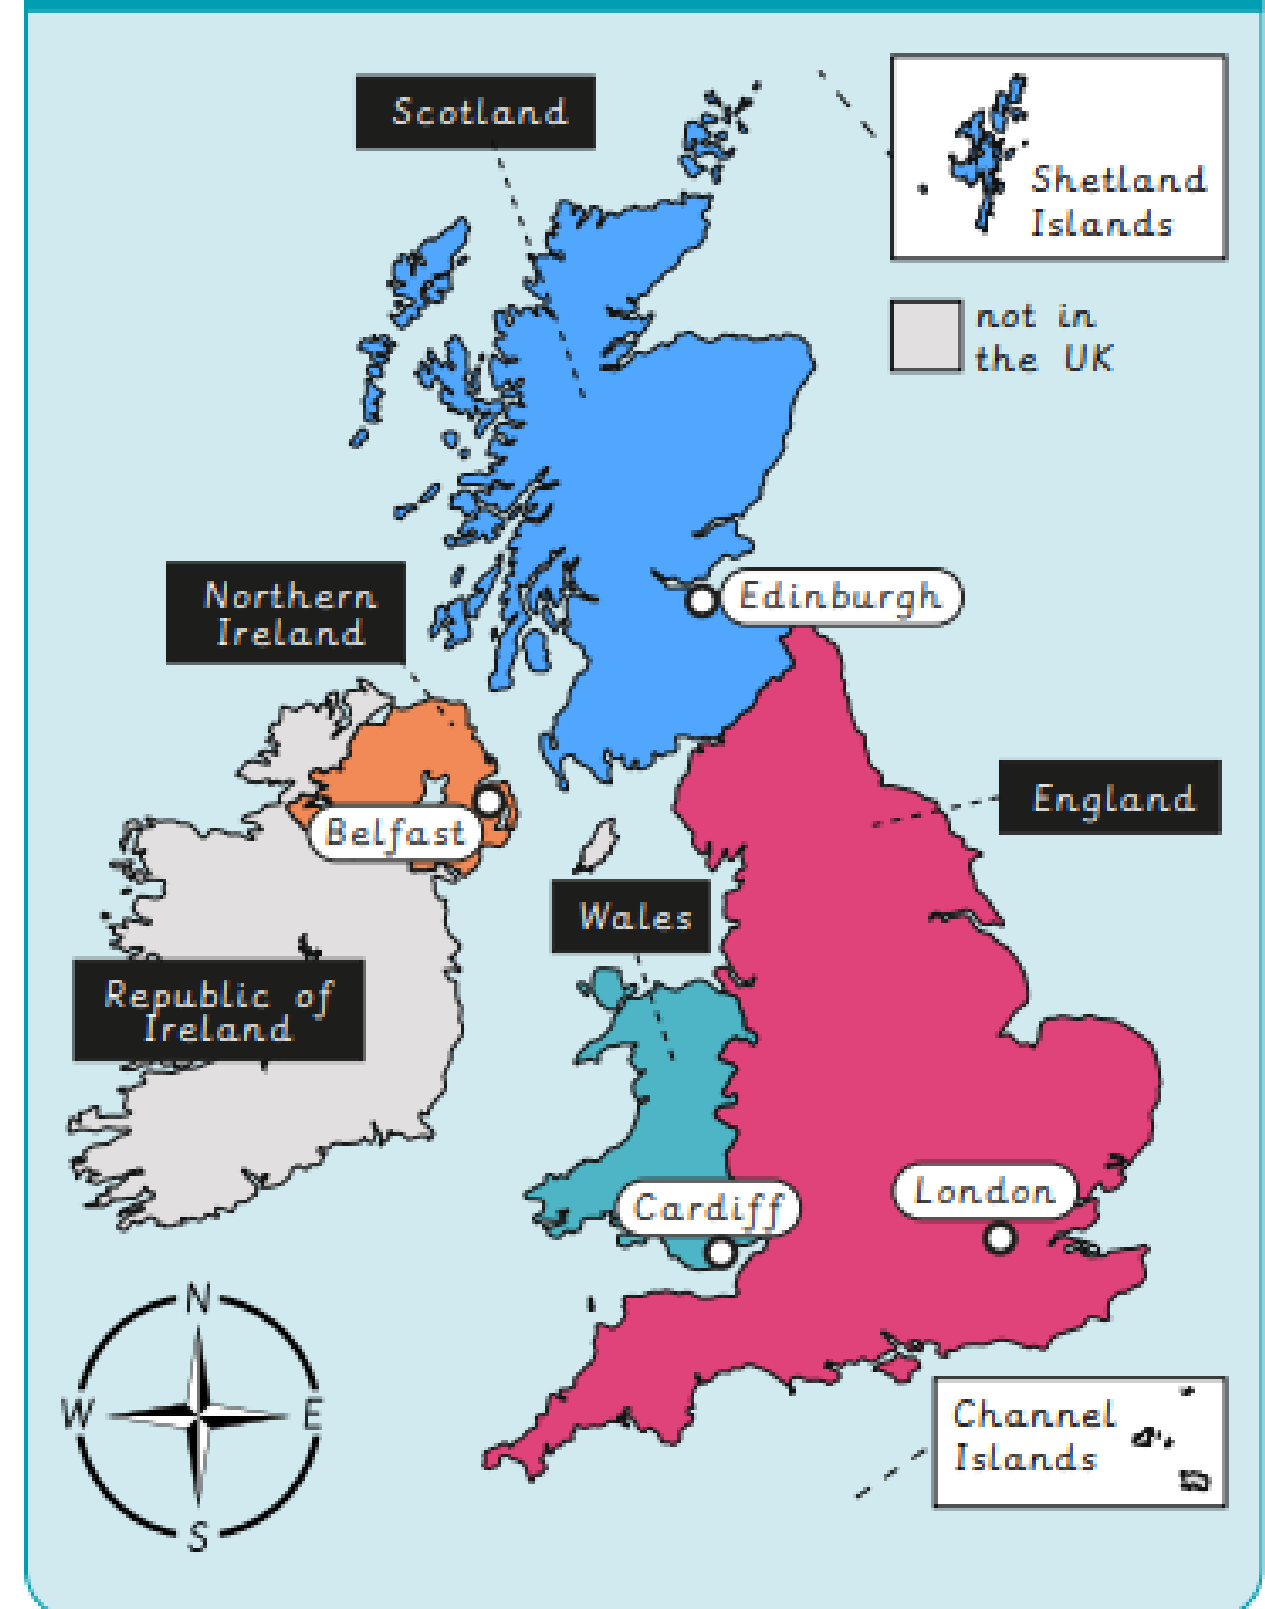 Scotland
Shetland
Islands
not in
the UK
Northern
Ireland
Edinburgh
England
Belfast
Wales
Republic of
Ireland
Cardiff
London
N
W
E
S
Channel
Islands